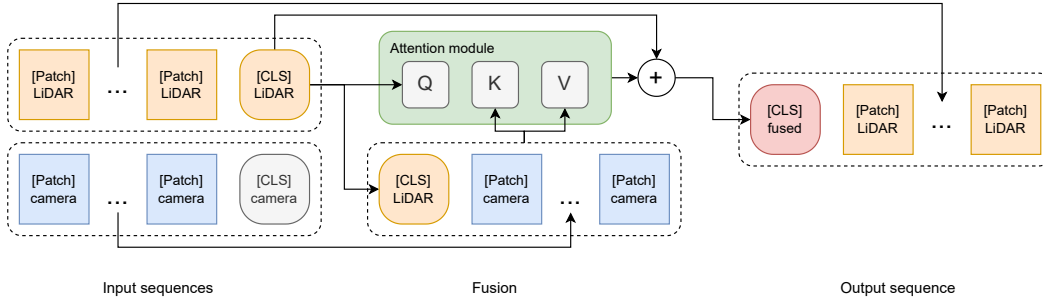 [Patch]
LiDAR
...
[Patch]
LiDAR
[CLS]
LiDAR
Attention module
Q
K
V
+
[CLS]
fused
[Patch]
LiDAR
...
[Patch]
LiDAR
[Patch]
camera
...
[Patch]
camera
[CLS]
camera
[CLS]
LiDAR
[Patch]
camera
...
[Patch]
camera
Input sequences
Fusion
Output sequence